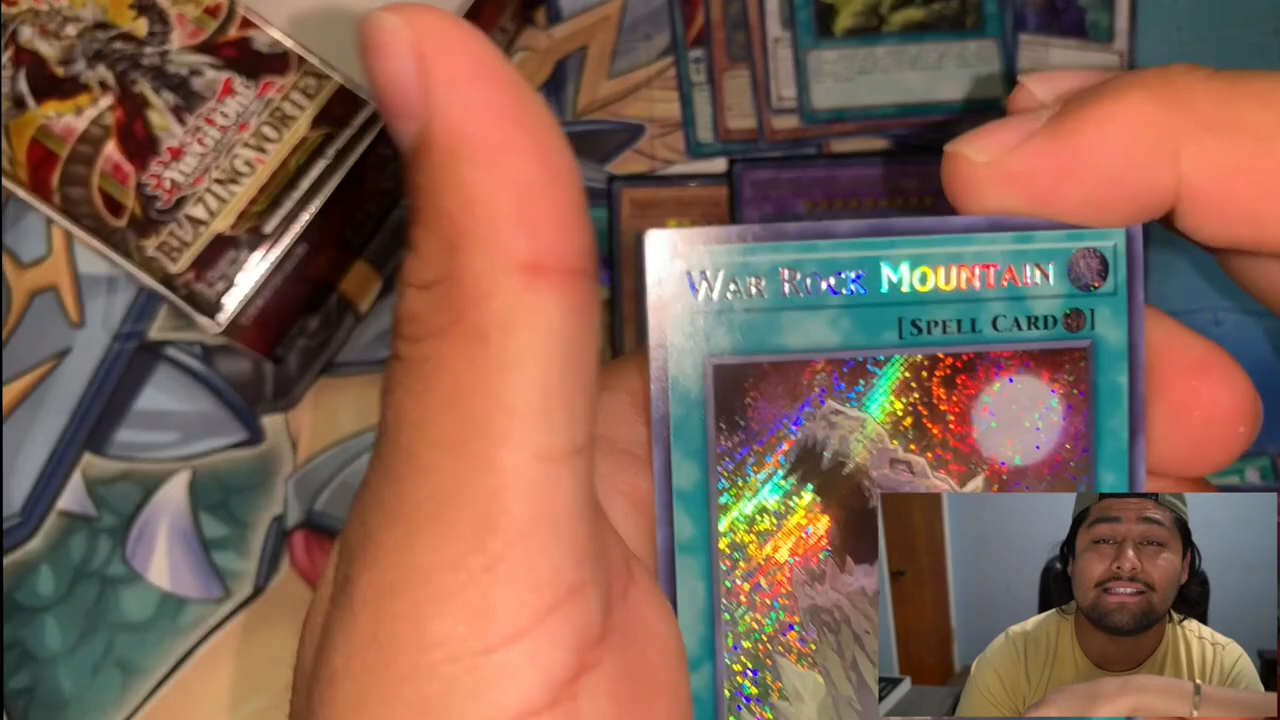 YU-GI-OH!
BLAZING VORTEX
WAR ROCK MOUNTAIN
[SPELL CARD]